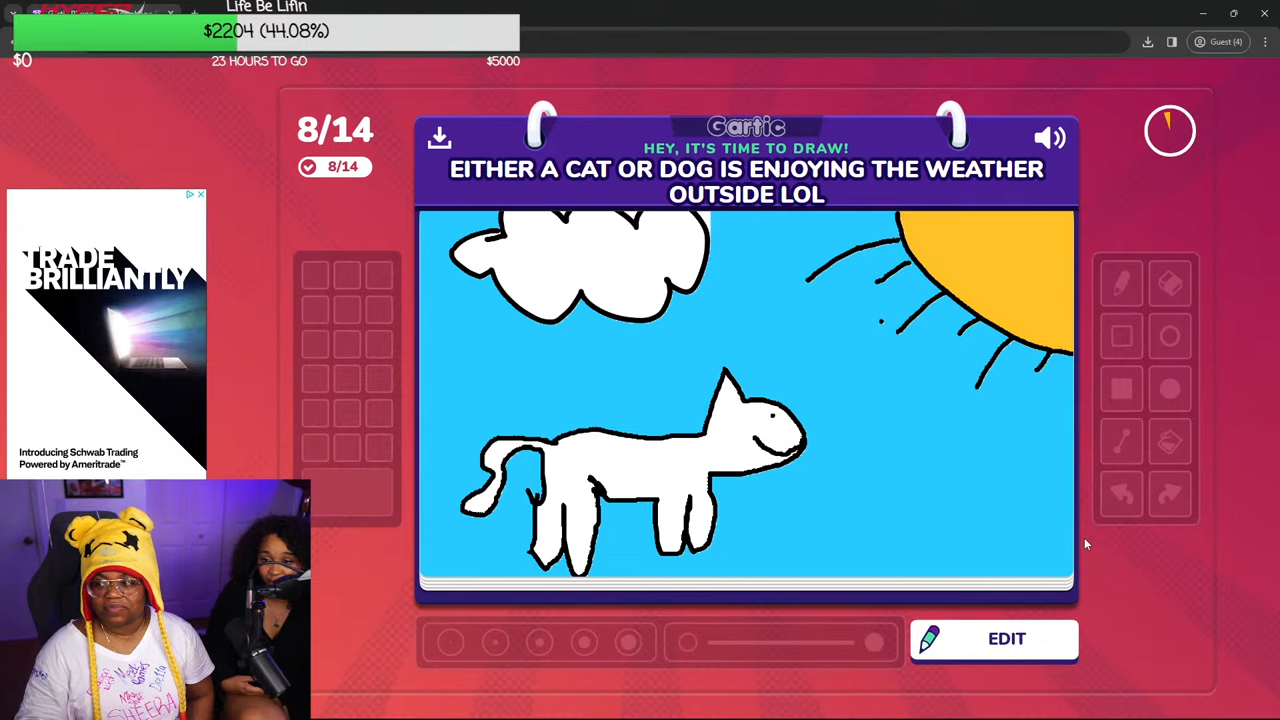 Life Be Lifin
$2204 (44.08%)
$0
23 HOURS TO GO
$5000
Guest (4)
8/14
8/14
Gartic
HEY, IT'S TIME TO DRAW!
EITHER A CAT OR DOG IS ENJOYING THE WEATHER
OUTSIDE LOL
TRADE
BRILLIANTLY
Introducing Schwab Trading
Powered by Ameritrade™
EDIT